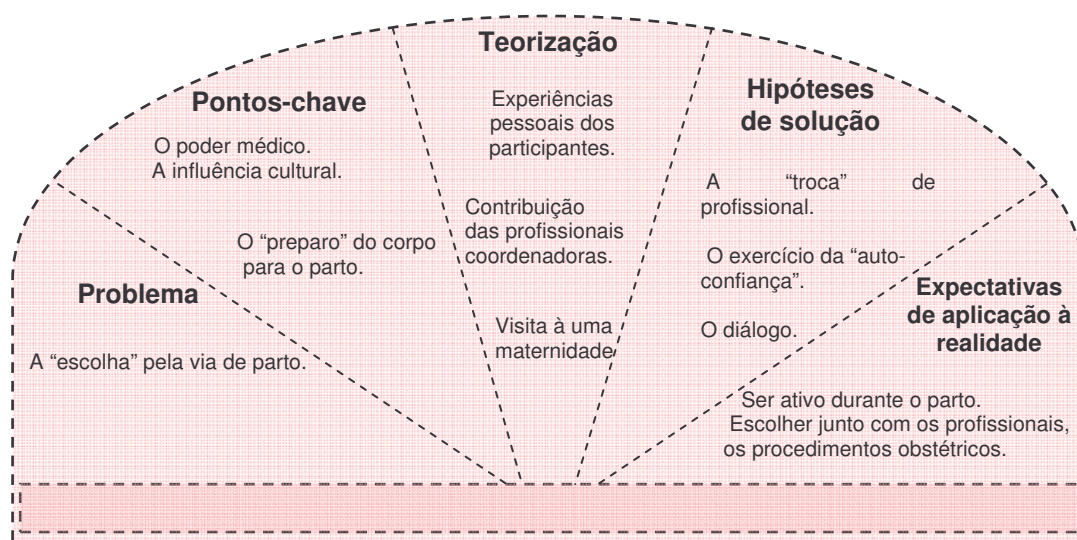 Problema
A “escolha” pela via de parto.
Pontos-chave
O poder médico.
A influência cultural.
O “preparo” do corpo
para o parto.
Teorização
Experiências
pessoais dos
participantes.
Contribuição
das profissionais
coordenadoras.
Visita à uma
maternidade
Hipóteses
de solução
A “troca” de
profissional.
O exercício da “auto-
confiança”.
O diálogo.
Expectativas
de aplicação à
realidade
Ser ativo durante o parto.
Escolher junto com os profissionais,
os procedimentos obstétricos.